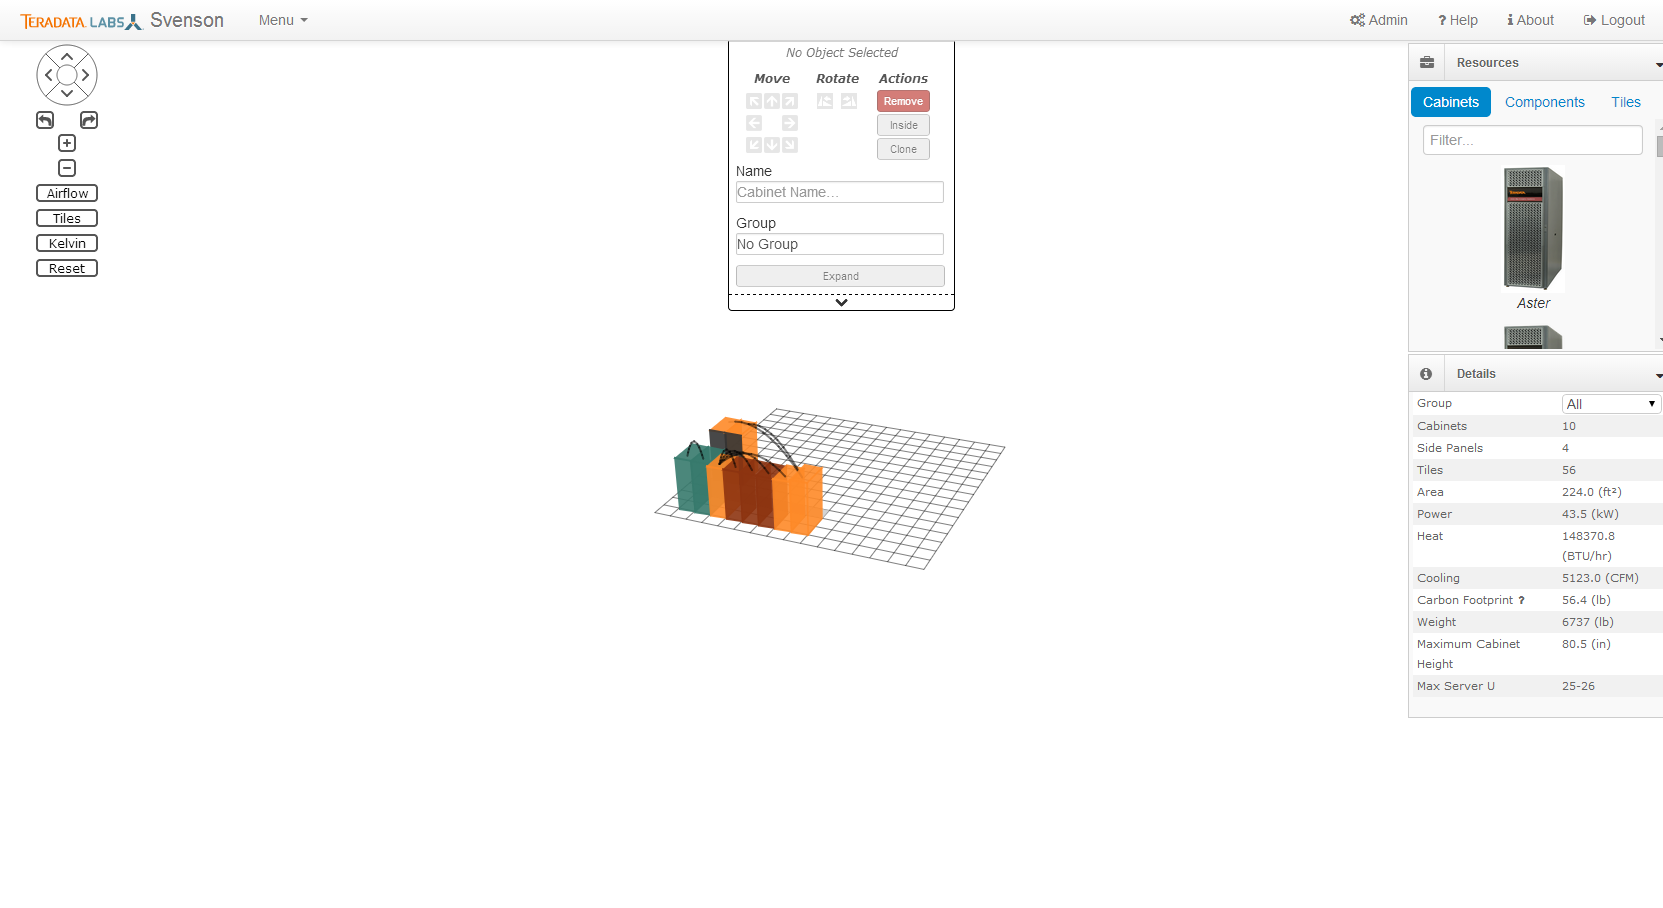 TERADATA LABS Svenson Menu Admin ? Help About Logout
No Object Selected
Move Rotate Actions
Remove
Inside
Clone
Name
Cabinet Name...
Group
No Group
Expand
Airflow
Tiles
Kelvin
Reset
Resources
Cabinets Components Tiles
Filter...
Aster
Details
Group All
Cabinets 10
Side Panels 4
Tiles 56
Area 224.0 (ft²)
Power 43.5 (kW)
Heat 148370.8
(BTU/hr)
Cooling 5123.0 (CFM)
Carbon Footprint ? 56.4 (lb)
Weight 6737 (lb)
Maximum Cabinet 80.5 (in)
Height
Max Server U 25-26